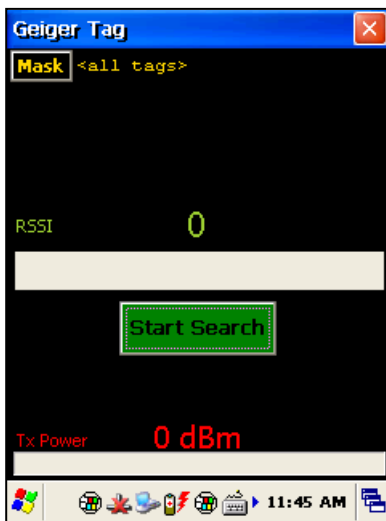 Geiger Tag
Mask <all tags>
RSSI 0
Start Search
Tx Power 0 dBm
11:45 AM